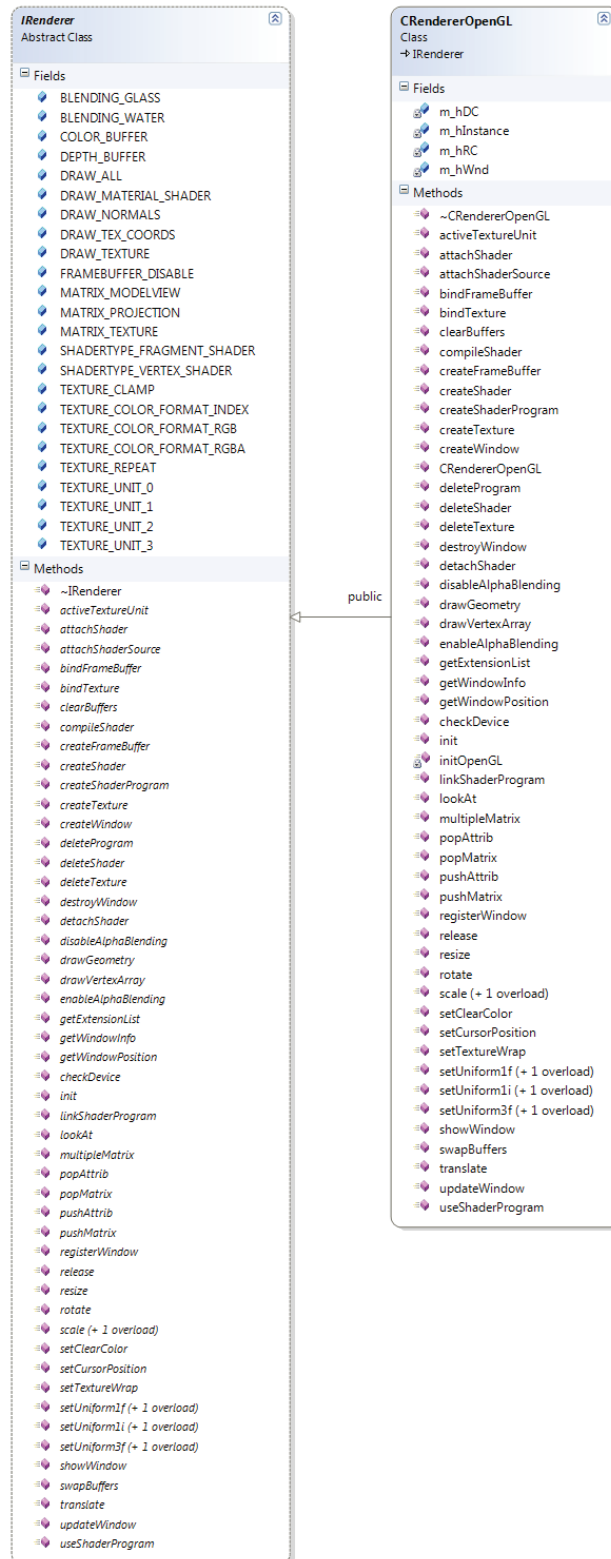 IRenderer
Abstract Class
Fields
BLENDING_GLASS
BLENDING_WATER
COLOR_BUFFER
DEPTH_BUFFER
DRAW_ALL
DRAW_MATERIAL_SHADER
DRAW_NORMALS
DRAW_TEX_COORDS
DRAW_TEXTURE
FRAMEBUFFER_DISABLE
MATRIX_MODELVIEW
MATRIX_PROJECTION
MATRIX_TEXTURE
SHADERTYPE_FRAGMENT_SHADER
SHADERTYPE_VERTEX_SHADER
TEXTURE_CLAMP
TEXTURE_COLOR_FORMAT_INDEX
TEXTURE_COLOR_FORMAT_RGB
TEXTURE_COLOR_FORMAT_RGBA
TEXTURE_REPEAT
TEXTURE_UNIT_0
TEXTURE_UNIT_1
TEXTURE_UNIT_2
TEXTURE_UNIT_3
Methods
~IRenderer
activeTextureUnit
attachShader
attachShaderSource
bindFrameBuffer
bindTexture
clearBuffers
compileShader
createFrameBuffer
createShader
createShaderProgram
createTexture
createWindow
deleteProgram
deleteShader
deleteTexture
destroyWindow
detachShader
disableAlphaBlending
drawGeometry
drawVertexArray
enableAlphaBlending
getExtensionList
getWindowInfo
getWindowPosition
checkDevice
init
linkShaderProgram
lookAt
multipleMatrix
popAttrib
popMatrix
pushAttrib
pushMatrix
registerWindow
release
resize
rotate
scale (+ 1 overload)
setClearColor
setCursorPosition
setTextureWrap
setUniform1f (+ 1 overload)
setUniform1i (+ 1 overload)
setUniform3f (+ 1 overload)
showWindow
swapBuffers
translate
updateWindow
useShaderProgram
public
CRendererOpenGL
Class
IRenderer
Fields
m_hDC
m_hInstance
m_hRC
m_hWnd
Methods
~CRendererOpenGL
activeTextureUnit
attachShader
attachShaderSource
bindFrameBuffer
bindTexture
clearBuffers
compileShader
createFrameBuffer
createShader
createShaderProgram
createTexture
createWindow
CRendererOpenGL
deleteProgram
deleteShader
deleteTexture
destroyWindow
detachShader
disableAlphaBlending
drawGeometry
drawVertexArray
enableAlphaBlending
getExtensionList
getWindowInfo
getWindowPosition
checkDevice
init
initOpenGL
linkShaderProgram
lookAt
multipleMatrix
popAttrib
popMatrix
pushAttrib
pushMatrix
registerWindow
release
resize
rotate
scale (+ 1 overload)
setClearColor
setCursorPosition
setTextureWrap
setUniform1f (+ 1 overload)
setUniform1i (+ 1 overload)
setUniform3f (+ 1 overload)
showWindow
swapBuffers
translate
updateWindow
useShaderProgram